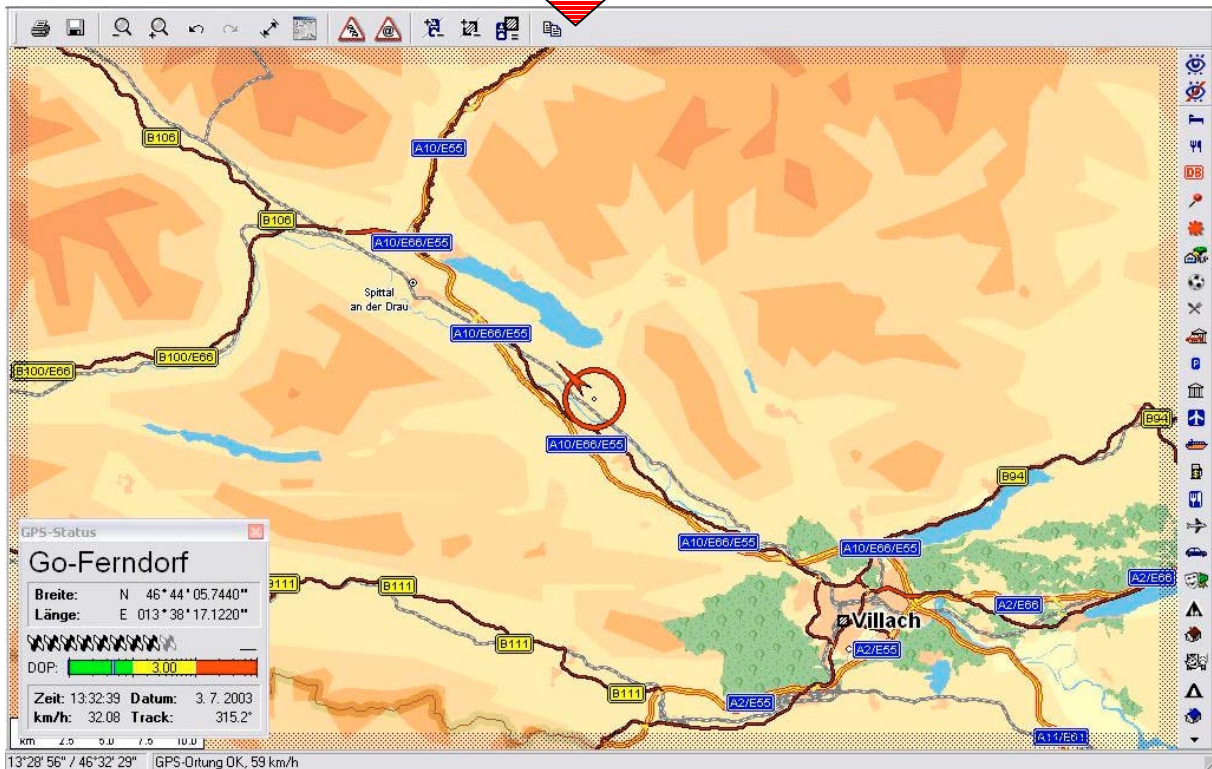 B106
A10/E55
B106
A10/E66/E55
Spittal
an der Drau
A10/E66/E55
B100/E66
B100/E66
A10/E66/E55
B94
B94
A10/E66/E55
A10/E66/E55
A2/E66
A2/E66
Villach
A2/E55
B111
B111
B111
B111
A2/E55
A11/E61
DB
P
GPS-Status
Go-Ferndorf
Breite: N 46°44'05.7440"
Länge: E 013°38'17.1220"
DOP: 3.00
Zeit: 13:32:39 Datum: 3. 7. 2003
km/h: 32.08 Track: 315.2°
km 2.5 5.0 7.5 10.0
13°28' 56" / 46°32' 29" GPS-Ortung OK, 59 km/h